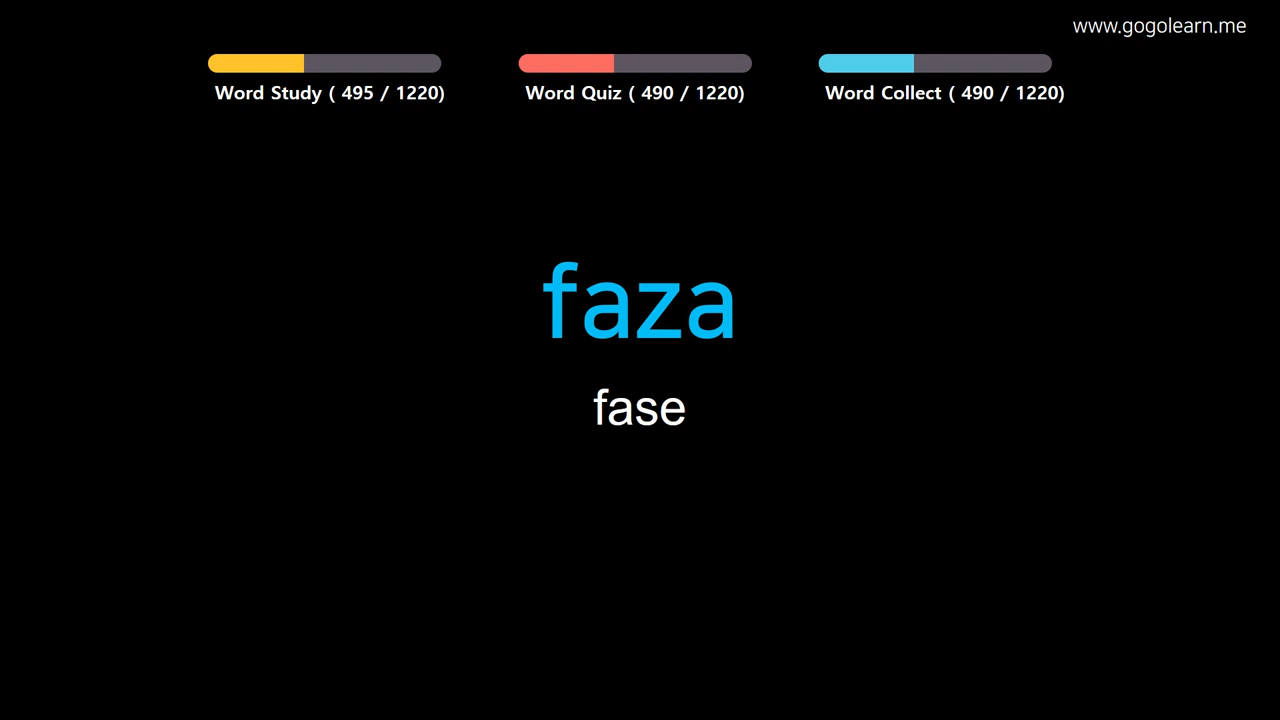 www.gogolearn.me
Word Study ( 495 / 1220)
Word Quiz ( 490 / 1220)
Word Collect ( 490 / 1220)
faza
fase